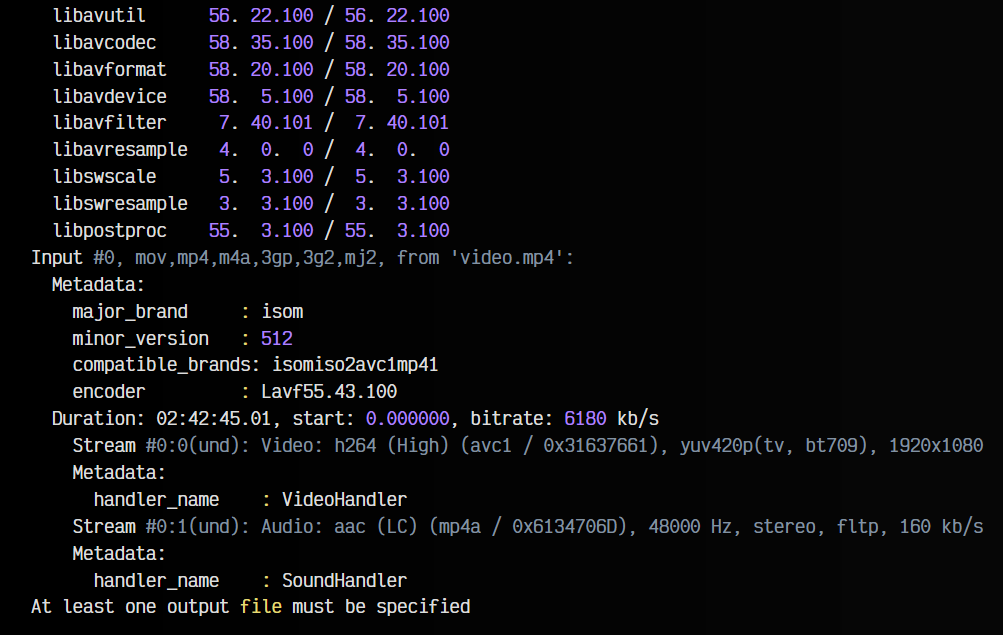 libavutil      56. 22.100 / 56. 22.100
libavcodec     58. 35.100 / 58. 35.100
libavformat    58. 20.100 / 58. 20.100
libavdevice    58.  5.100 / 58.  5.100
libavfilter     7. 40.101 /  7. 40.101
libavresample   4.  0.  0 /  4.  0.  0
libswscale      5.  3.100 /  5.  3.100
libswresample   3.  3.100 /  3.  3.100
libpostproc    55.  3.100 / 55.  3.100
Input #0, mov,mp4,m4a,3gp,3g2,mj2, from 'video.mp4':
Metadata:
major_brand     : isom
minor_version   : 512
compatible_brands: isomiso2avc1mp41
encoder         : Lavf55.43.100
Duration: 02:42:45.01, start: 0.000000, bitrate: 6180 kb/s
Stream #0:0(und): Video: h264 (High) (avc1 / 0x31637661), yuv420p(tv, bt709), 1920x1080
Metadata:
handler_name    : VideoHandler
Stream #0:1(und): Audio: aac (LC) (mp4a / 0x6134706D), 48000 Hz, stereo, fltp, 160 kb/s
Metadata:
handler_name    : SoundHandler
At least one output file must be specified